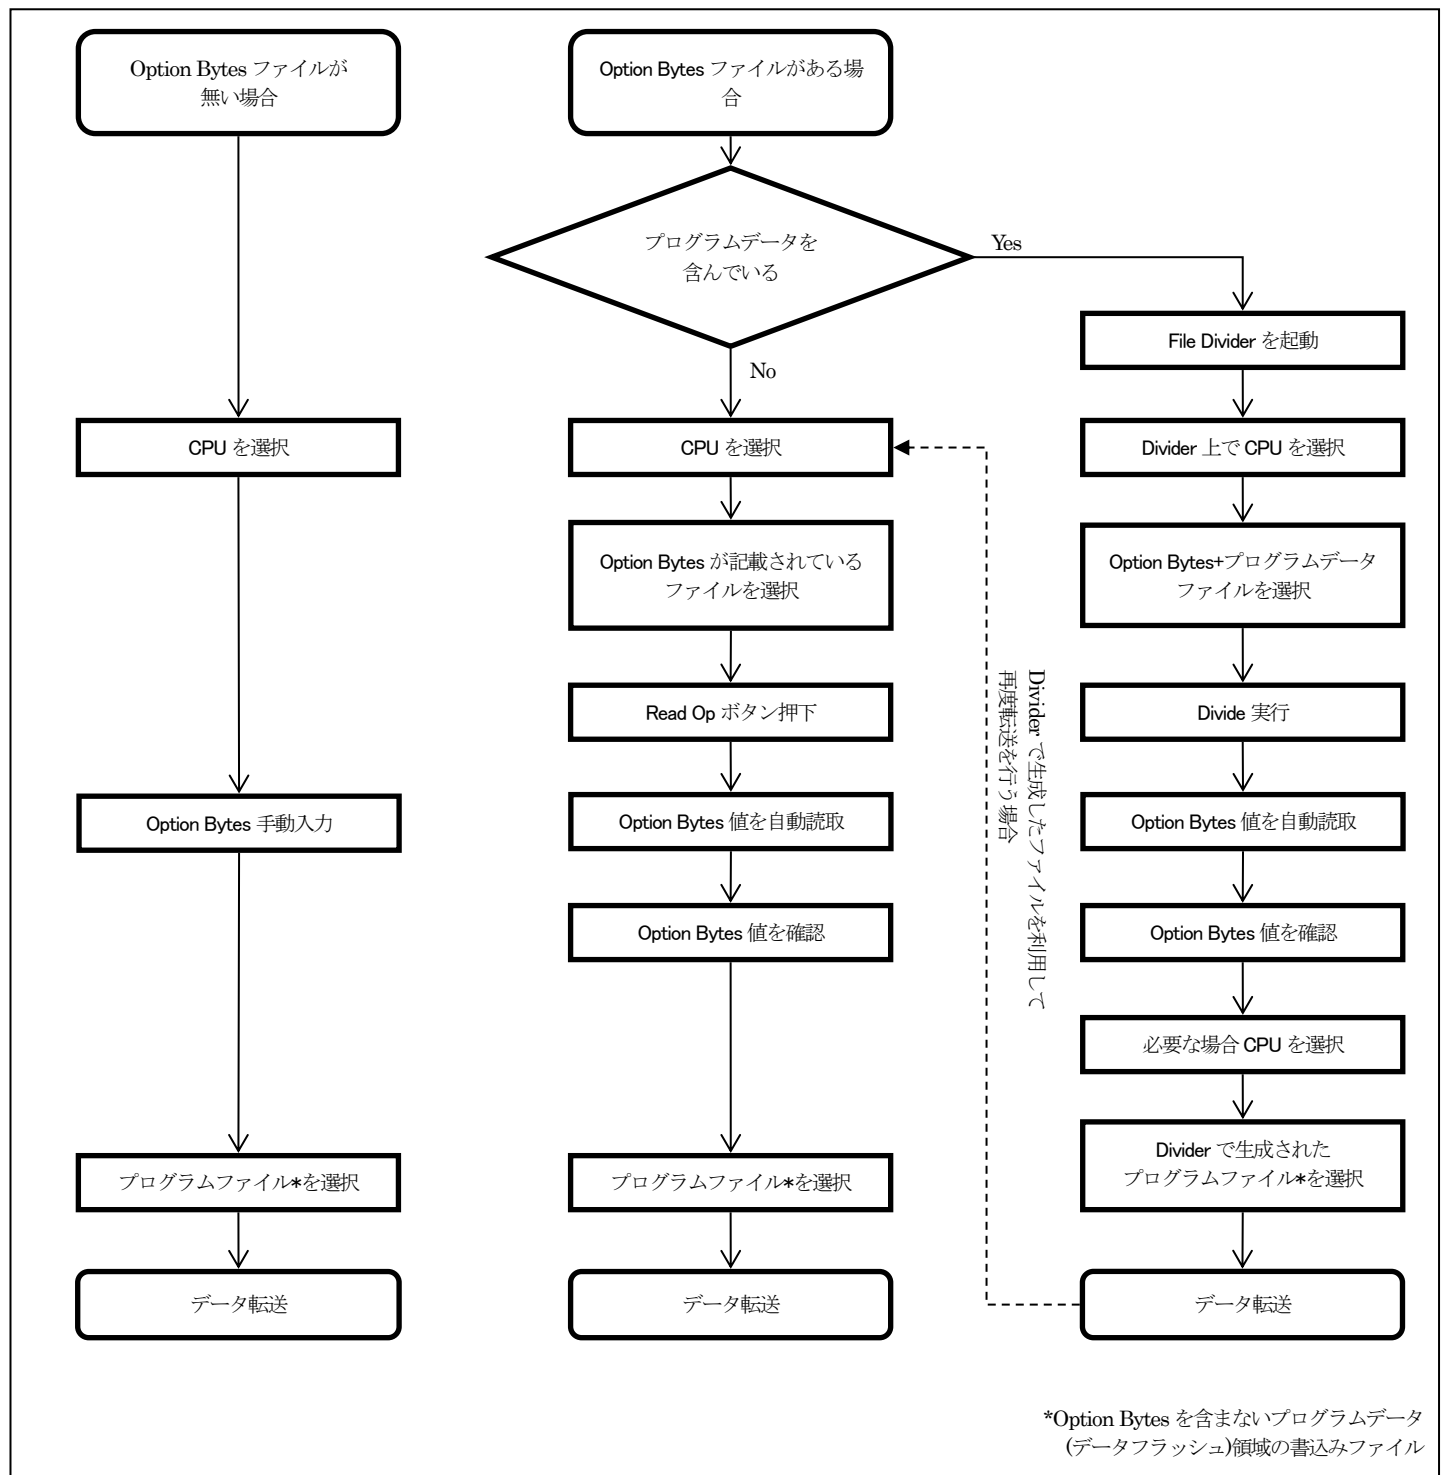 Option Bytes ファイルが
無い場合
CPU を選択
Option Bytes 手動入力
プログラムファイル*を選択
データ転送
Option Bytes ファイルがある場
合
プログラムデータを
含んでいる
Yes
No
CPU を選択
Option Bytes が記載されている
ファイルを選択
Read Op ボタン押下
Option Bytes 値を自動読取
Option Bytes 値を確認
プログラムファイル*を選択
データ転送
Divider で生成したファイルを利用して
再度転送を行う場合
File Divider を起動
Divider 上で CPU を選択
Option Bytes+プログラムデータ
ファイルを選択
Divide 実行
Option Bytes 値を自動読取
Option Bytes 値を確認
必要な場合 CPU を選択
Divider で生成された
プログラムファイル*を選択
データ転送
*Option Bytes を含まないプログラムデータ
(データフラッシュ)領域の書込みファイル